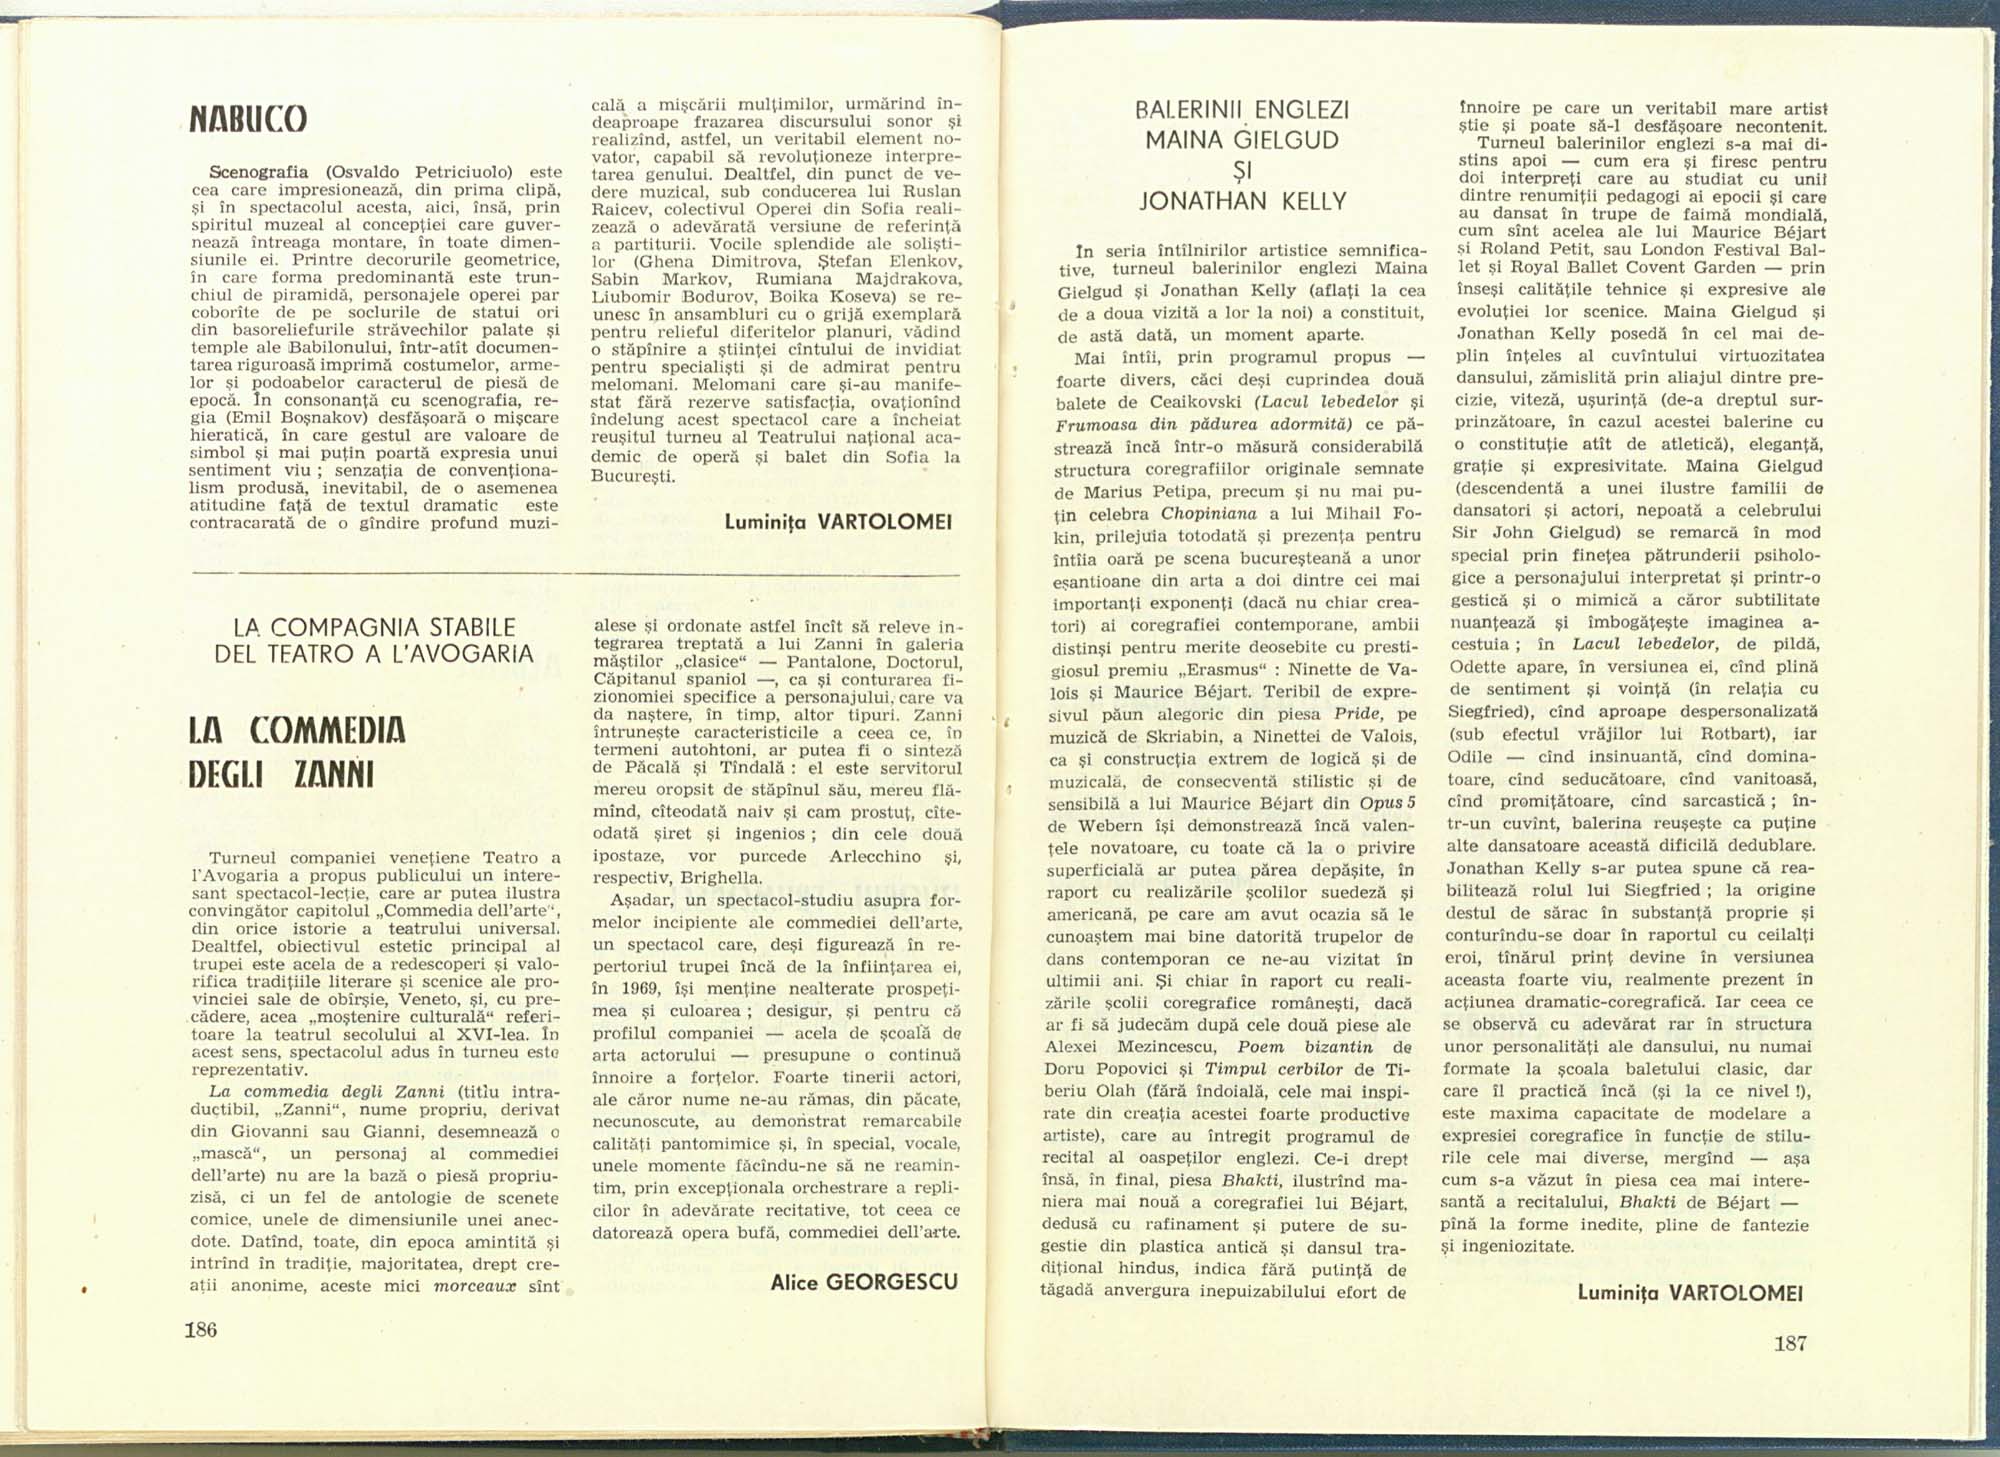 NABUCO
Scenografia (Osvaldo Petriciuolo) este
cea care impresionează, din prima clipă,
și în spectacolul acesta, aici, însă, prin
spiritul muzeal al concepției care guver-
nează întreaga montare, în toate dimen-
siunile ei. Printre decorurile geometrice,
în care forma predominantă este trun-
chiul de piramidă, personajele operei par
coborîte de pe soclurile de statui ori
din basoreliefurile străvechilor palate și
temple ale Babilonului, într-atît documen-
tarea riguroasă imprimă costumelor, arme-
lor și podoabelor caracterul de piesă de
epocă. În consonanță cu scenografia, re-
gia (Emil Boșnakov) desfășoară o mișcare
hieratică, în care gestul are valoare de
simbol și mai puțin poartă expresia unui
sentiment viu ; senzația de convenționa-
lism produsă, inevitabil, de o asemenea
atitudine față de textul dramatic este
contracarată de o gîndire profund muzi-
cală a mișcării mulțimilor, urmărind în-
deaproape frazarea discursului sonor și
realizînd, astfel, un veritabil element no-
vator, capabil să revoluționeze interpre-
tarea genului. Dealtfel, din punct de ve-
dere muzical, sub conducerea lui Ruslan
Raicev, colectivul Operei din Sofia reali-
zează o adevărată versiune de referință
a partiturii. Vocile splendide ale soliști-
lor (Ghena Dimitrova, Ștefan Elenkov,
Sabin Markov, Rumiana Majdrakova,
Liubomir Bodurov, Boika Koseva) se re-
unesc în ansambluri cu o grijă exemplară
pentru relieful diferitelor planuri, vădind
o stăpînire a științei cîntului de invidiat
pentru specialiști și de admirat pentru
melomani. Melomani care și-au manife-
stat fără rezerve satisfacția, ovaționînd
îndelung acest spectacol care a încheiat
reușitul turneu al Teatrului național aca-
demic de operă și balet din Sofia la
București.
Luminița VARTOLOMEI
LA COMPAGNIA STABILE
DEL TEATRO A L'AVOGARIA
LA COMMEDIA
DEGLI ZANNI
Turneul companiei venețiene Teatro a
l'Avogaria a propus publicului un intere-
sant spectacol-lecție, care ar putea ilustra
convingător capitolul „Commedia dell'arte“,
din orice istorie a teatrului universal.
Dealtfel, obiectivul estetic principal al
trupei este acela de a redescoperi și valo-
rifica tradițiile literare și scenice ale pro-
vinciei sale de obîrșie, Veneto, și, cu pre-
cădere, acea „moștenire culturală“ referi-
toare la teatrul secolului al XVI-lea. În
acest sens, spectacolul adus în turneu este
reprezentativ.
La commedia degli Zanni (titlu intra-
ductibil, „Zanni“, nume propriu, derivat
din Giovanni sau Gianni, desemnează o
„mască“, un personaj al commediei
dell'arte) nu are la bază o piesă propriu-
zisă, ci un fel de antologie de scenete
comice, unele de dimensiunile unei anec-
dote. Datînd, toate, din epoca amintită și
intrînd în tradiție, majoritatea, drept cre-
ații anonime, aceste mici morceaux sînt
alese și ordonate astfel încît să releve in-
tegrarea treptată a lui Zanni în galeria
măștilor „clasice“ — Pantalone, Doctorul,
Căpitanul spaniol —, ca și conturarea fi-
zionomiei specifice a personajului, care va
da naștere, în timp, altor tipuri. Zanni
întrunește caracteristicile a ceea ce, în
termeni autohtoni, ar putea fi o sinteză
de Păcală și Tîndală : el este servitorul
mereu oropsit de stăpînul său, mereu flă-
mînd, cîteodată naiv și cam prostuț, cîte-
odată șiret și ingenios ; din cele două
ipostaze, vor purcede Arlecchino și,
respectiv, Brighella.
Așadar, un spectacol-studiu asupra for-
melor incipiente ale commediei dell'arte,
un spectacol care, deși figurează în re-
pertoriul trupei încă de la înființarea ei,
în 1969, își menține nealterate prospeți-
mea și culoarea ; desigur, și pentru că
profilul companiei — acela de școală de
arta actorului — presupune o continuă
înnoire a forțelor. Foarte tinerii actori,
ale căror nume ne-au rămas, din păcate,
necunoscute, au demonstrat remarcabile
calități pantomimice și, în special, vocale,
unele momente făcîndu-ne să ne reamin-
tim, prin excepționala orchestrare a repli-
cilor în adevărate recitative, tot ceea ce
datorează opera bufă, commediei dell'arte.
Alice GEORGESCU
186
BALERINII ENGLEZI
MAINA GIELGUD
ȘI
JONATHAN KELLY
În seria întîlnirilor artistice semnifica-
tive, turneul balerinilor englezi Maina
Gielgud și Jonathan Kelly (aflați la cea
de a doua vizită a lor la noi) a constituit,
de astă dată, un moment aparte.
Mai întîi, prin programul propus —
foarte divers, căci deși cuprindea două
balete de Ceaikovski (Lacul lebedelor și
Frumoasa din pădurea adormită) ce pă-
strează încă într-o măsură considerabilă
structura coregrafiilor originale semnate
de Marius Petipa, precum și nu mai pu-
țin celebra Chopiniana a lui Mihail Fo-
kin, prilejuia totodată și prezența pentru
întîia oară pe scena bucureșteană a unor
eșantioane din arta a doi dintre cei mai
importanți exponenți (dacă nu chiar crea-
tori) ai coregrafiei contemporane, ambii
distinși pentru merite deosebite cu presti-
giosul premiu „Erasmus“ : Ninette de Va-
lois și Maurice Béjart. Teribil de expre-
sivul păun alegoric din piesa Pride, pe
muzică de Skriabin, a Ninettei de Valois,
ca și construcția extrem de logică și de
muzicală, de consecventă stilistic și de
sensibilă a lui Maurice Béjart din Opus 5
de Webern își demonstrează încă valen-
țele novatoare, cu toate că la o privire
superficială ar putea părea depășite, în
raport cu realizările școlilor suedeză și
americană, pe care am avut ocazia să le
cunoaștem mai bine datorită trupelor de
dans contemporan ce ne-au vizitat în
ultimii ani. Și chiar în raport cu reali-
zările școlii coregrafice românești, dacă
ar fi să judecăm după cele două piese ale
Alexei Mezincescu, Poem bizantin de
Doru Popovici și Timpul cerbilor de Ti-
beriu Olah (fără îndoială, cele mai inspi-
rate din creația acestei foarte productive
artiste), care au întregit programul de
recital al oaspeților englezi. Ce-i drept
însă, în final, piesa Bhakti, ilustrînd ma-
niera mai nouă a coregrafiei lui Béjart,
dedusă cu rafinament și putere de su-
gestie din plastica antică și dansul tra-
dițional hindus, indica fără putință de
tăgadă anvergura inepuizabilului efort de
înnoire pe care un veritabil mare artist
știe și poate să-l desfășoare necontenit.
Turneul balerinilor englezi s-a mai di-
stins apoi — cum era și firesc pentru
doi interpreți care au studiat cu unii
dintre renumiții pedagogi ai epocii și care
au dansat în trupe de faimă mondială,
cum sînt acelea ale lui Maurice Béjart
și Roland Petit, sau London Festival Bal-
let și Royal Ballet Covent Garden — prin
înseși calitățile tehnice și expresive ale
evoluției lor scenice. Maina Gielgud și
Jonathan Kelly posedă în cel mai de-
plin înțeles al cuvîntului virtuozitatea
dansului, zămislită prin aliajul dintre pre-
cizie, viteză, ușurință (de-a dreptul sur-
prinzătoare, în cazul acestei balerine cu
o constituție atît de atletică), eleganță,
grație și expresivitate. Maina Gielgud
(descendentă a unei ilustre familii de
dansatori și actori, nepoată a celebrului
Sir John Gielgud) se remarcă în mod
special prin finețea pătrunderii psiholo-
gice a personajului interpretat și printr-o
gestică și o mimică a căror subtilitate
nuanțează și îmbogățește imaginea a-
cestuia ; în Lacul lebedelor, de pildă,
Odette apare, în versiunea ei, cînd plină
de sentiment și voință (în relația cu
Siegfried), cînd aproape despersonalizată
(sub efectul vrăjilor lui Rotbart), iar
Odile — cînd insinuantă, cînd domina-
toare, cînd seducătoare, cînd vanitoasă,
cînd promițătoare, cînd sarcastică ; în-
tr-un cuvînt, balerina reușește ca puține
alte dansatoare această dificilă dedublare.
Jonathan Kelly s-ar putea spune că rea-
bilitează rolul lui Siegfried ; la origine
destul de sărac în substanță proprie și
conturîndu-se doar în raportul cu ceilalți
eroi, tînărul prinț devine în versiunea
aceasta foarte viu, realmente prezent în
acțiunea dramatic-coregrafică. Iar ceea ce
se observă cu adevărat rar în structura
unor personalități ale dansului, nu numai
formate la școala baletului clasic, dar
care îl practică încă (și la ce nivel !),
este maxima capacitate de modelare a
expresiei coregrafice în funcție de stilu-
rile cele mai diverse, mergînd — așa
cum s-a văzut în piesa cea mai intere-
santă a recitalului, Bhakti de Béjart —
pînă la forme inedite, pline de fantezie
și ingeniozitate.
Luminița VARTOLOMEI
187